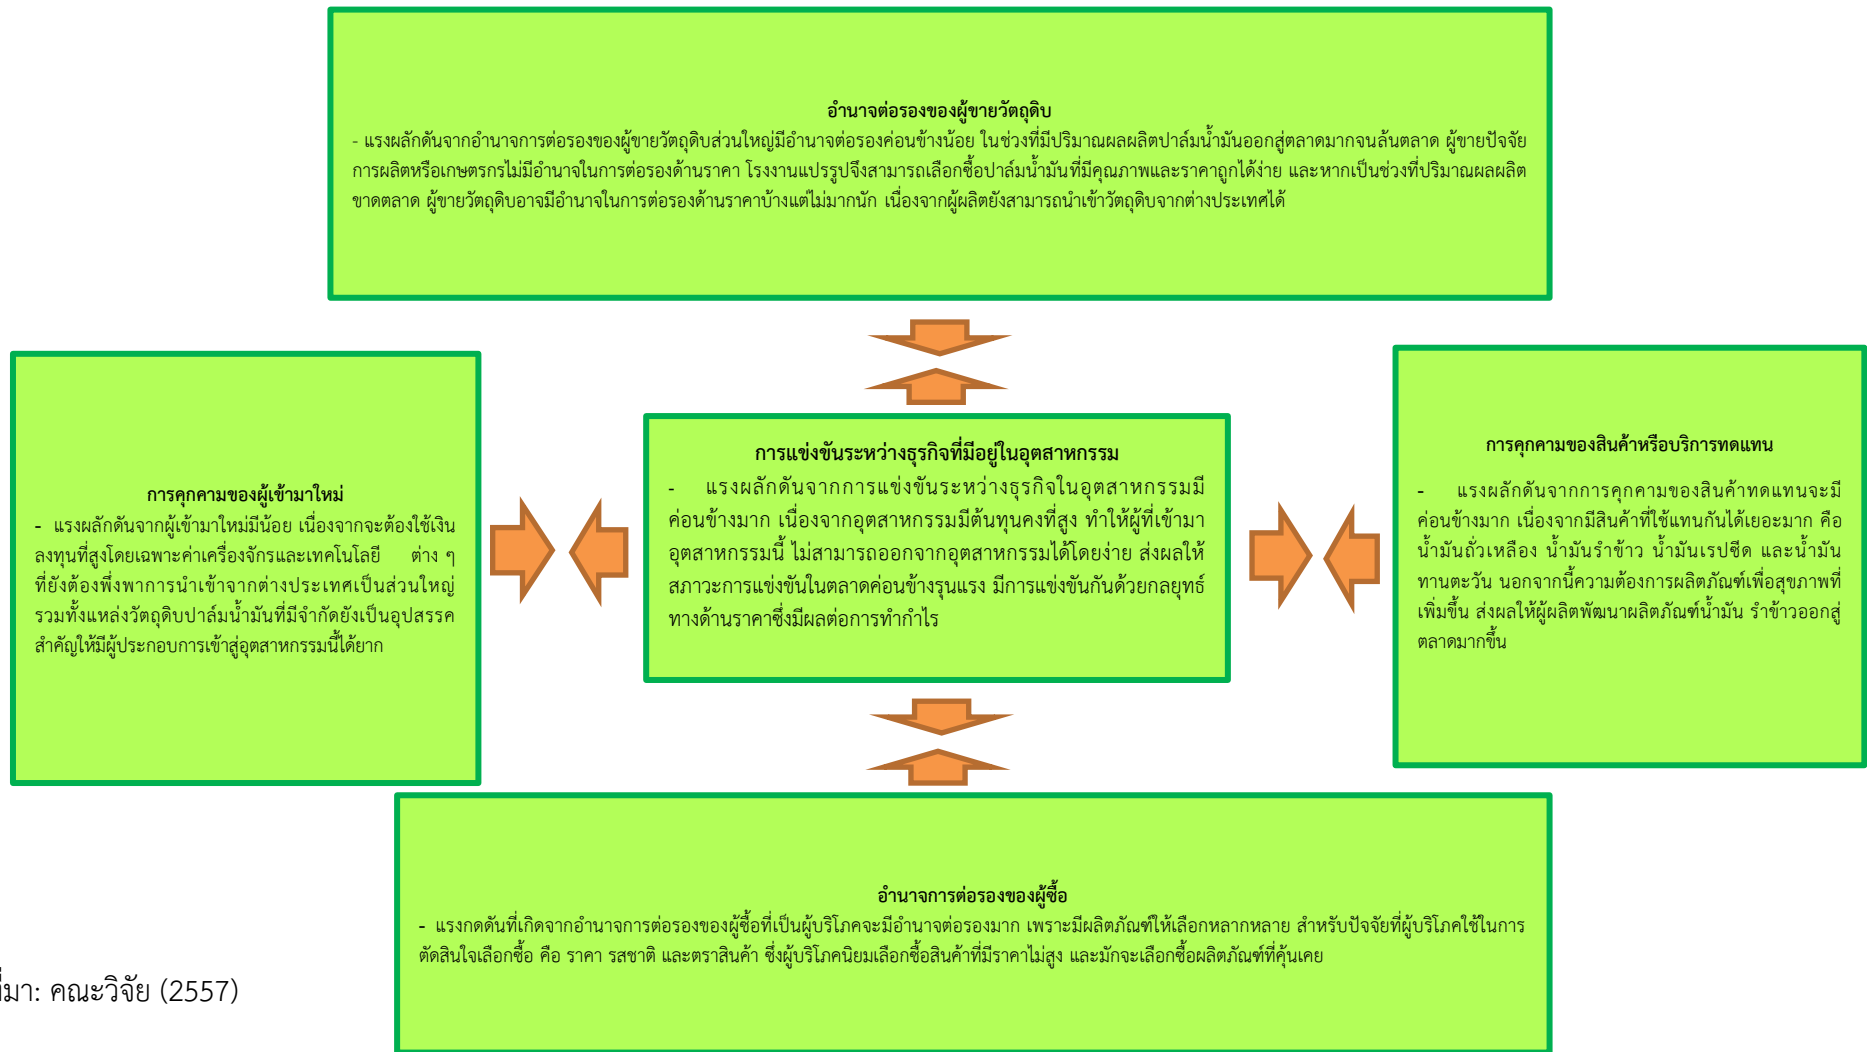 อำนาจต่อรองของผู้ขายวัตถุดิบ
- แรงผลักดันจากอำนาจการต่อรองของผู้ขายวัตถุดิบส่วนใหญ่มีอำนาจต่อรองค่อนข้างน้อย ในช่วงที่มีปริมาณผลผลิตปาล์มน้ำมันออกสู่ตลาดมากจนล้นตลาด ผู้ขายปัจจัย
การผลิตหรือเกษตรกรไม่มีอำนาจในการต่อรองด้านราคา โรงงานแปรรูปจึงสามารถเลือกซื้อปาล์มน้ำมันที่มีคุณภาพและราคาถูกได้ง่าย และหากเป็นช่วงที่ปริมาณผลผลิต
ขาดตลาด ผู้ขายวัตถุดิบอาจมีอำนาจในการต่อรองด้านราคาบ้างแต่ไม่มากนัก เนื่องจากผู้ผลิตยังสามารถนำเข้าวัตถุดิบจากต่างประเทศได้
การคุกคามของผู้เข้ามาใหม่
- แรงผลักดันจากผู้เข้ามาใหม่มีน้อย เนื่องจากจะต้องใช้เงิน
ลงทุนที่สูงโดยเฉพาะค่าเครื่องจักรและเทคโนโลยี ต่าง ๆ
ที่ยังต้องพึ่งพาการนำเข้าจากต่างประเทศเป็นส่วนใหญ่
รวมทั้งแหล่งวัตถุดิบปาล์มน้ำมันที่มีจำกัดยังเป็นอุปสรรค
สำคัญให้มีผู้ประกอบการเข้าสู่อุตสาหกรรมนี้ได้ยาก
การแข่งขันระหว่างธุรกิจที่มีอยู่ในอุตสาหกรรม
- แรงผลักดันจากการแข่งขันระหว่างธุรกิจในอุตสาหกรรมมี
ค่อนข้างมาก เนื่องจากอุตสาหกรรมมีต้นทุนคงที่สูง ทำให้ผู้ที่เข้ามา
อุตสาหกรรมนี้ ไม่สามารถออกจากอุตสาหกรรมได้โดยง่าย ส่งผลให้
สภาวะการแข่งขันในตลาดค่อนข้างรุนแรง มีการแข่งขันกันด้วยกลยุทธ์
ทางด้านราคาซึ่งมีผลต่อการทำกำไร
การคุกคามของสินค้าหรือบริการทดแทน
- แรงผลักดันจากการคุกคามของสินค้าทดแทนจะมี
ค่อนข้างมาก เนื่องจากมีสินค้าที่ใช้แทนกันได้เยอะมาก คือ
น้ำมันถั่วเหลือง น้ำมันรำข้าว น้ำมันเรปซีด และน้ำมัน
ทานตะวัน นอกจากนี้ความต้องการผลิตภัณฑ์เพื่อสุขภาพที่
เพิ่มขึ้น ส่งผลให้ผู้ผลิตพัฒนาผลิตภัณฑ์น้ำมัน รำข้าวออกสู่
ตลาดมากขึ้น
อำนาจการต่อรองของผู้ซื้อ
- แรงกดดันที่เกิดจากอำนาจการต่อรองของผู้ซื้อที่เป็นผู้บริโภคจะมีอำนาจต่อรองมาก เพราะมีผลิตภัณฑ์ให้เลือกหลากหลาย สำหรับปัจจัยที่ผู้บริโภคใช้ในการ
ตัดสินใจเลือกซื้อ คือ ราคา รสชาติ และตราสินค้า ซึ่งผู้บริโภคนิยมเลือกซื้อสินค้าที่มีราคาไม่สูง และมักจะเลือกซื้อผลิตภัณฑ์ที่คุ้นเคย
ที่มา: คณะวิจัย (2557)